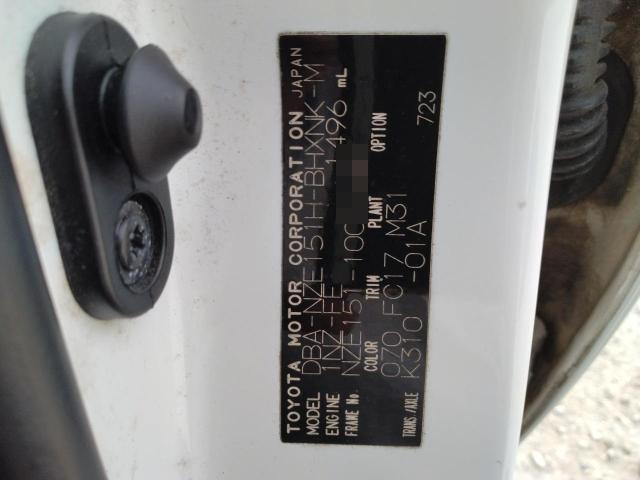 TOYOTA MOTOR CORPORATION JAPAN
MODEL DBA-NZE151H-BHXNK-M
ENGINE 1NZ-FE 1496 mL
FRAME No. NZE151-10
COLOR TRIM PLANT OPTION
070 FC17 M31
TRANS/AXLE K310 -01A 723